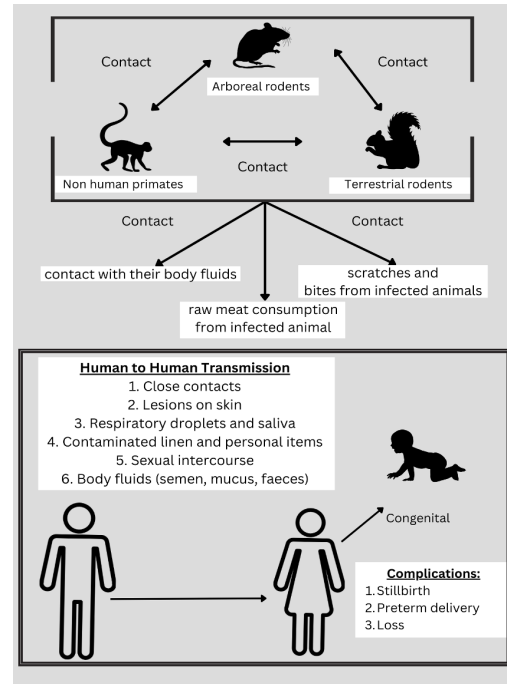 Contact
Contact
Arboreal rodents
Contact
Non human primates
Terrestrial rodents
Contact
Contact
contact with their body fluids
scratches and
bites from infected animals
raw meat consumption
from infected animal
Human to Human Transmission
1. Close contacts
2. Lesions on skin
3. Respiratory droplets and saliva
4. Contaminated linen and personal items
5. Sexual intercourse
6. Body fluids (semen, mucus, faeces)
Congenital
Complications:
1. Stillbirth
2. Preterm delivery
3. Loss